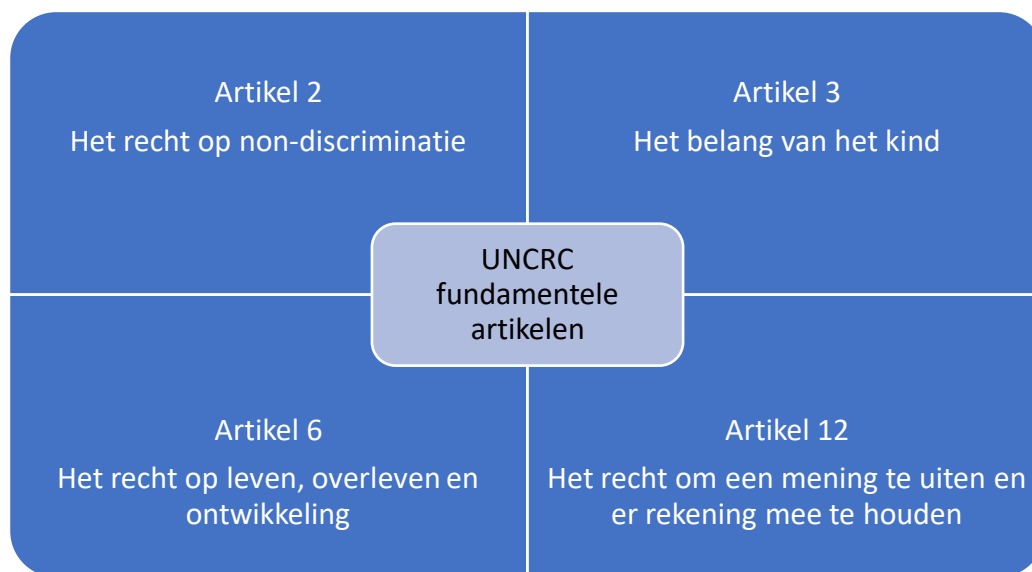 Artikel 2
Het recht op non-discriminatie
Artikel 3
Het belang van het kind
UNCRC
fundamentele
artikelen
Artikel 6
Het recht op leven, overleven en
ontwikkeling
Artikel 12
Het recht om een mening te uiten en
er rekening mee te houden